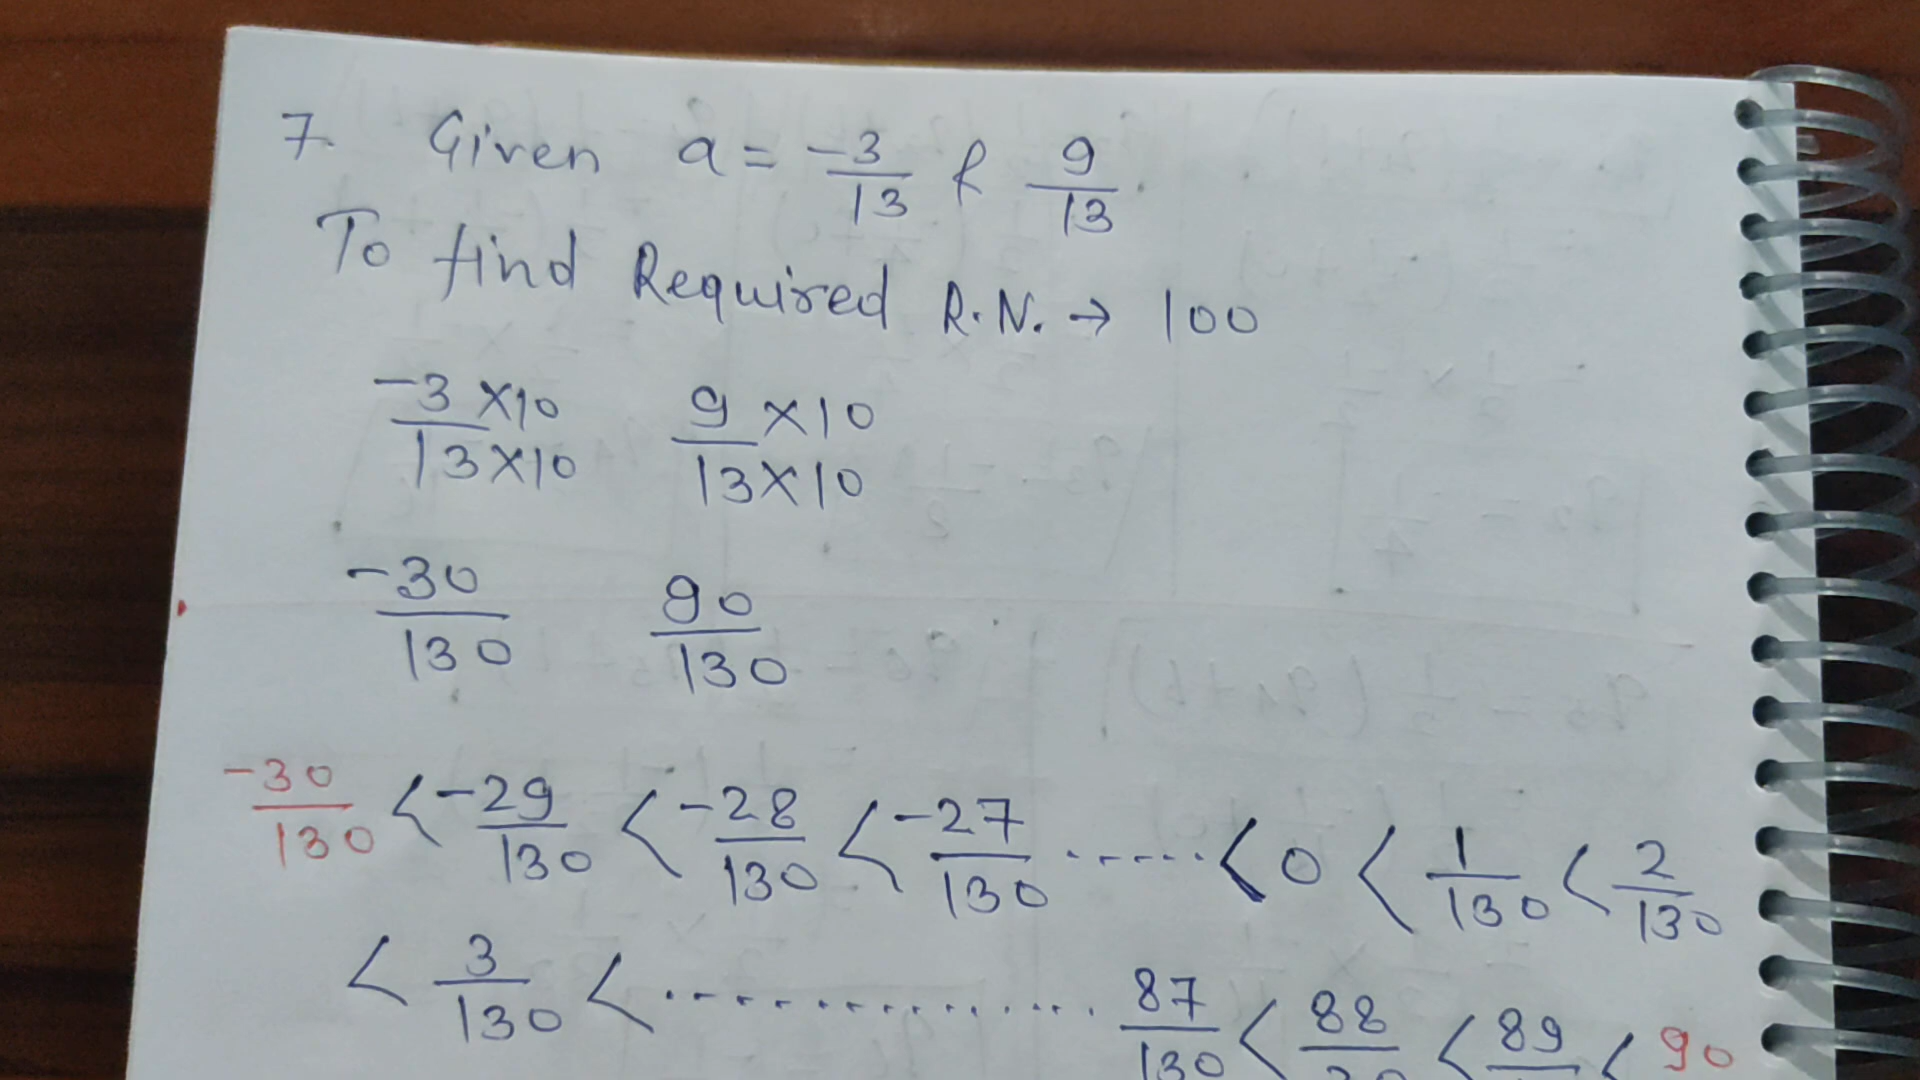 7. Given a = -3/13 & 9/13.
To find Required R.N. → 100
-3×10/13×10 9×10/13×10
-30/130 90/130
-30/130 < -29/130 < -28/130 < -27/130 ...... < 0 < 1/130 < 2/130
< 3/130 < ................ 87/130 < 88/30 < 89 < 90